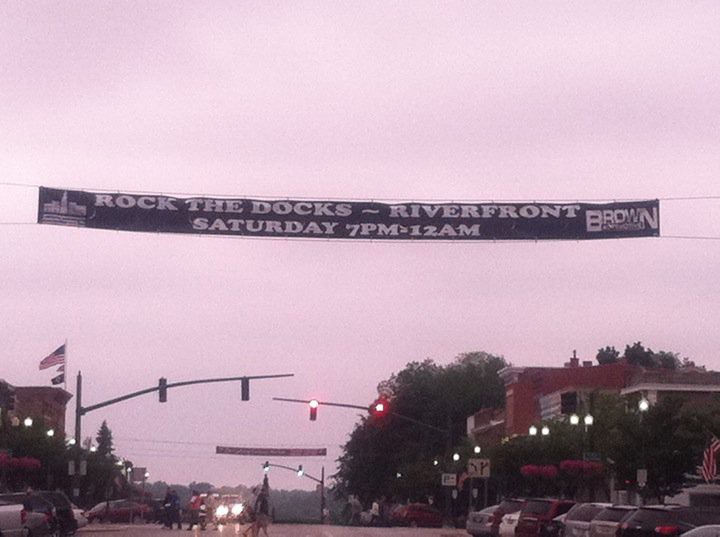 ROCK THE DOCKS ~ RIVERFRONT
SATURDAY 7PM-12AM
BROWN